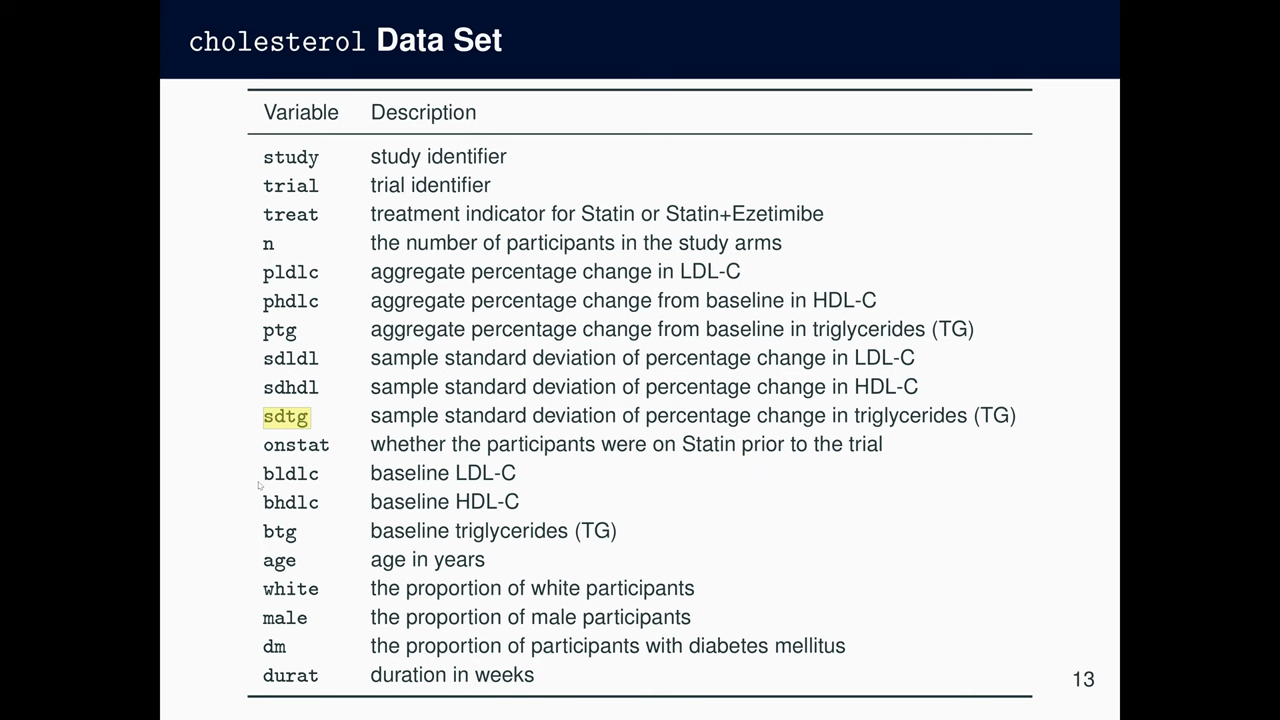 cholesterol Data Set
Variable Description
study study identifier
trial trial identifier
treat treatment indicator for Statin or Statin+Ezetimibe
n the number of participants in the study arms
pldlc aggregate percentage change in LDL-C
phdlc aggregate percentage change from baseline in HDL-C
ptg aggregate percentage change from baseline in triglycerides (TG)
sdldl sample standard deviation of percentage change in LDL-C
sdhdl sample standard deviation of percentage change in HDL-C
sdtg sample standard deviation of percentage change in triglycerides (TG)
onstat whether the participants were on Statin prior to the trial
bldlc baseline LDL-C
bhdlc baseline HDL-C
btg baseline triglycerides (TG)
age age in years
white the proportion of white participants
male the proportion of male participants
dm the proportion of participants with diabetes mellitus
durat duration in weeks
13